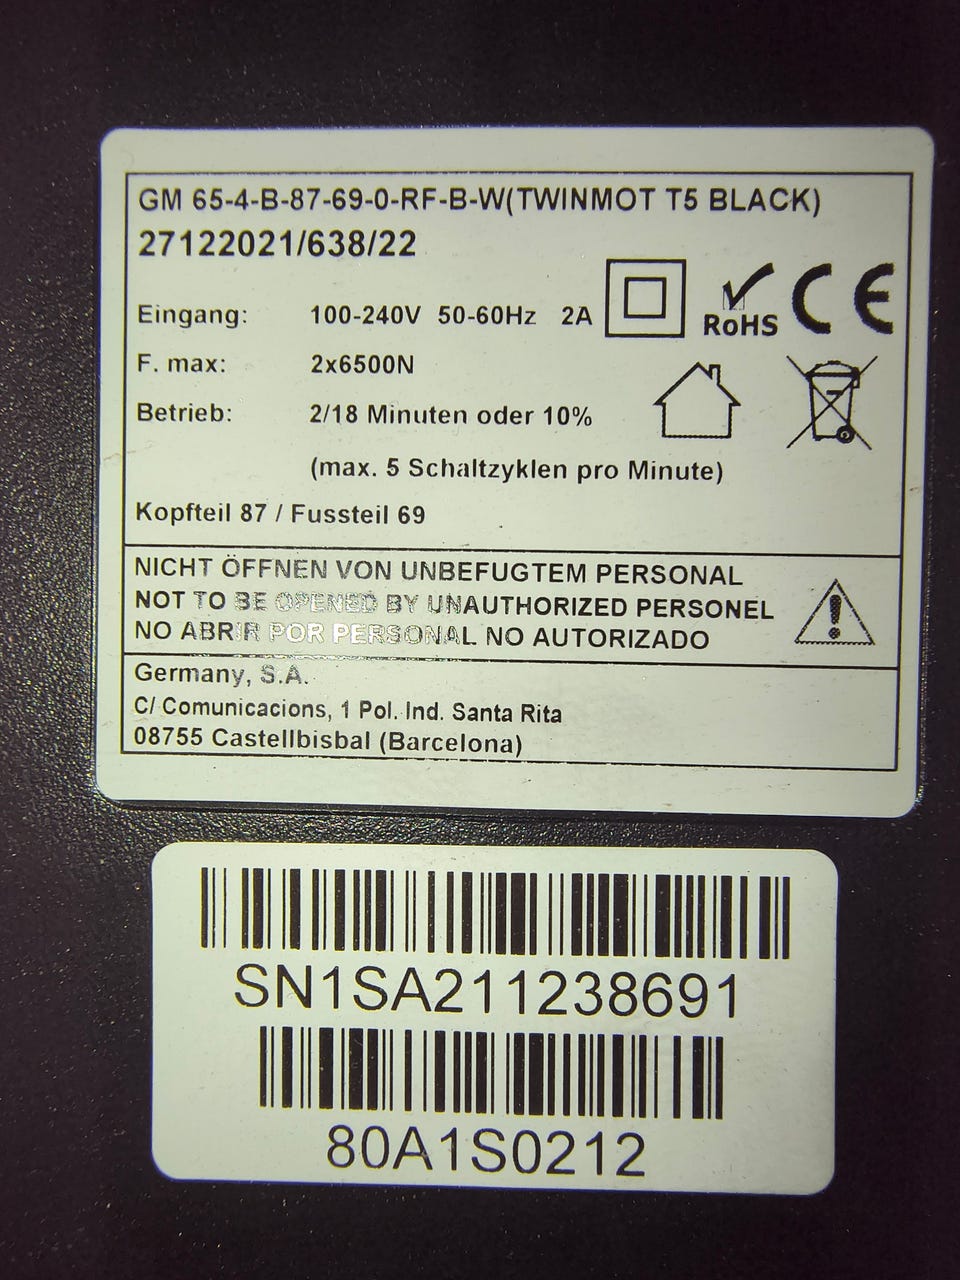 GM 65-4-B-87-69-0-RF-B-W(TWINMOT T5 BLACK)
27122021/638/22
Eingang: 100-240V 50-60Hz 2A
RoHS
CE
F. max: 2x6500N
Betrieb: 2/18 Minuten oder 10%
(max. 5 Schaltzyklen pro Minute)
Kopfteil 87 / Fussteil 69
NICHT ÖFFNEN VON UNBEFUGTEM PERSONAL
NOT TO BE OPENED BY UNAUTHORIZED PERSONEL
NO ABRIR POR PERSONAL NO AUTORIZADO
Germany, S.A.
C/ Comunicacions, 1 Pol. Ind. Santa Rita
08755 Castellbisbal (Barcelona)
SN1SA211238691
80A1S0212